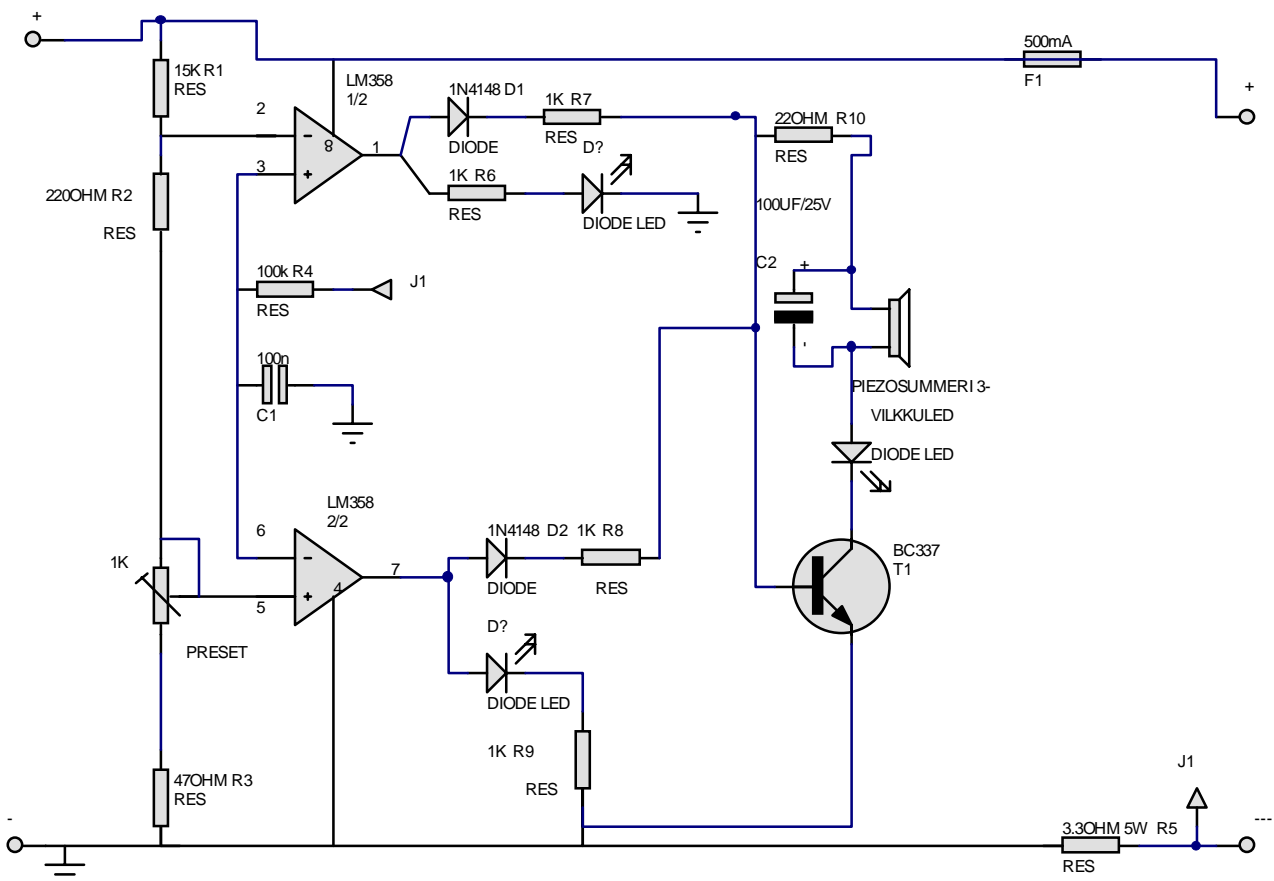 +
500mA
F1
+
15K R1
RES
LM358
1/2
1N4148 D1
DIODE
1K R7
RES
22OHM R10
RES
2
3
8
1
D?
1K R6
RES
DIODE LED
220OHM R2
RES
100UF/25V
C2
+
-
100k R4
RES
J1
100n
C1
PIEZOSUMMERI 3-
VILKKULED
DIODE LED
LM358
2/2
6
5
4
7
1N4148 D2
DIODE
1K R8
RES
BC337
T1
1K
PRESET
D?
DIODE LED
1K R9
RES
47OHM R3
RES
J1
-
3.3OHM 5W R5
RES
---